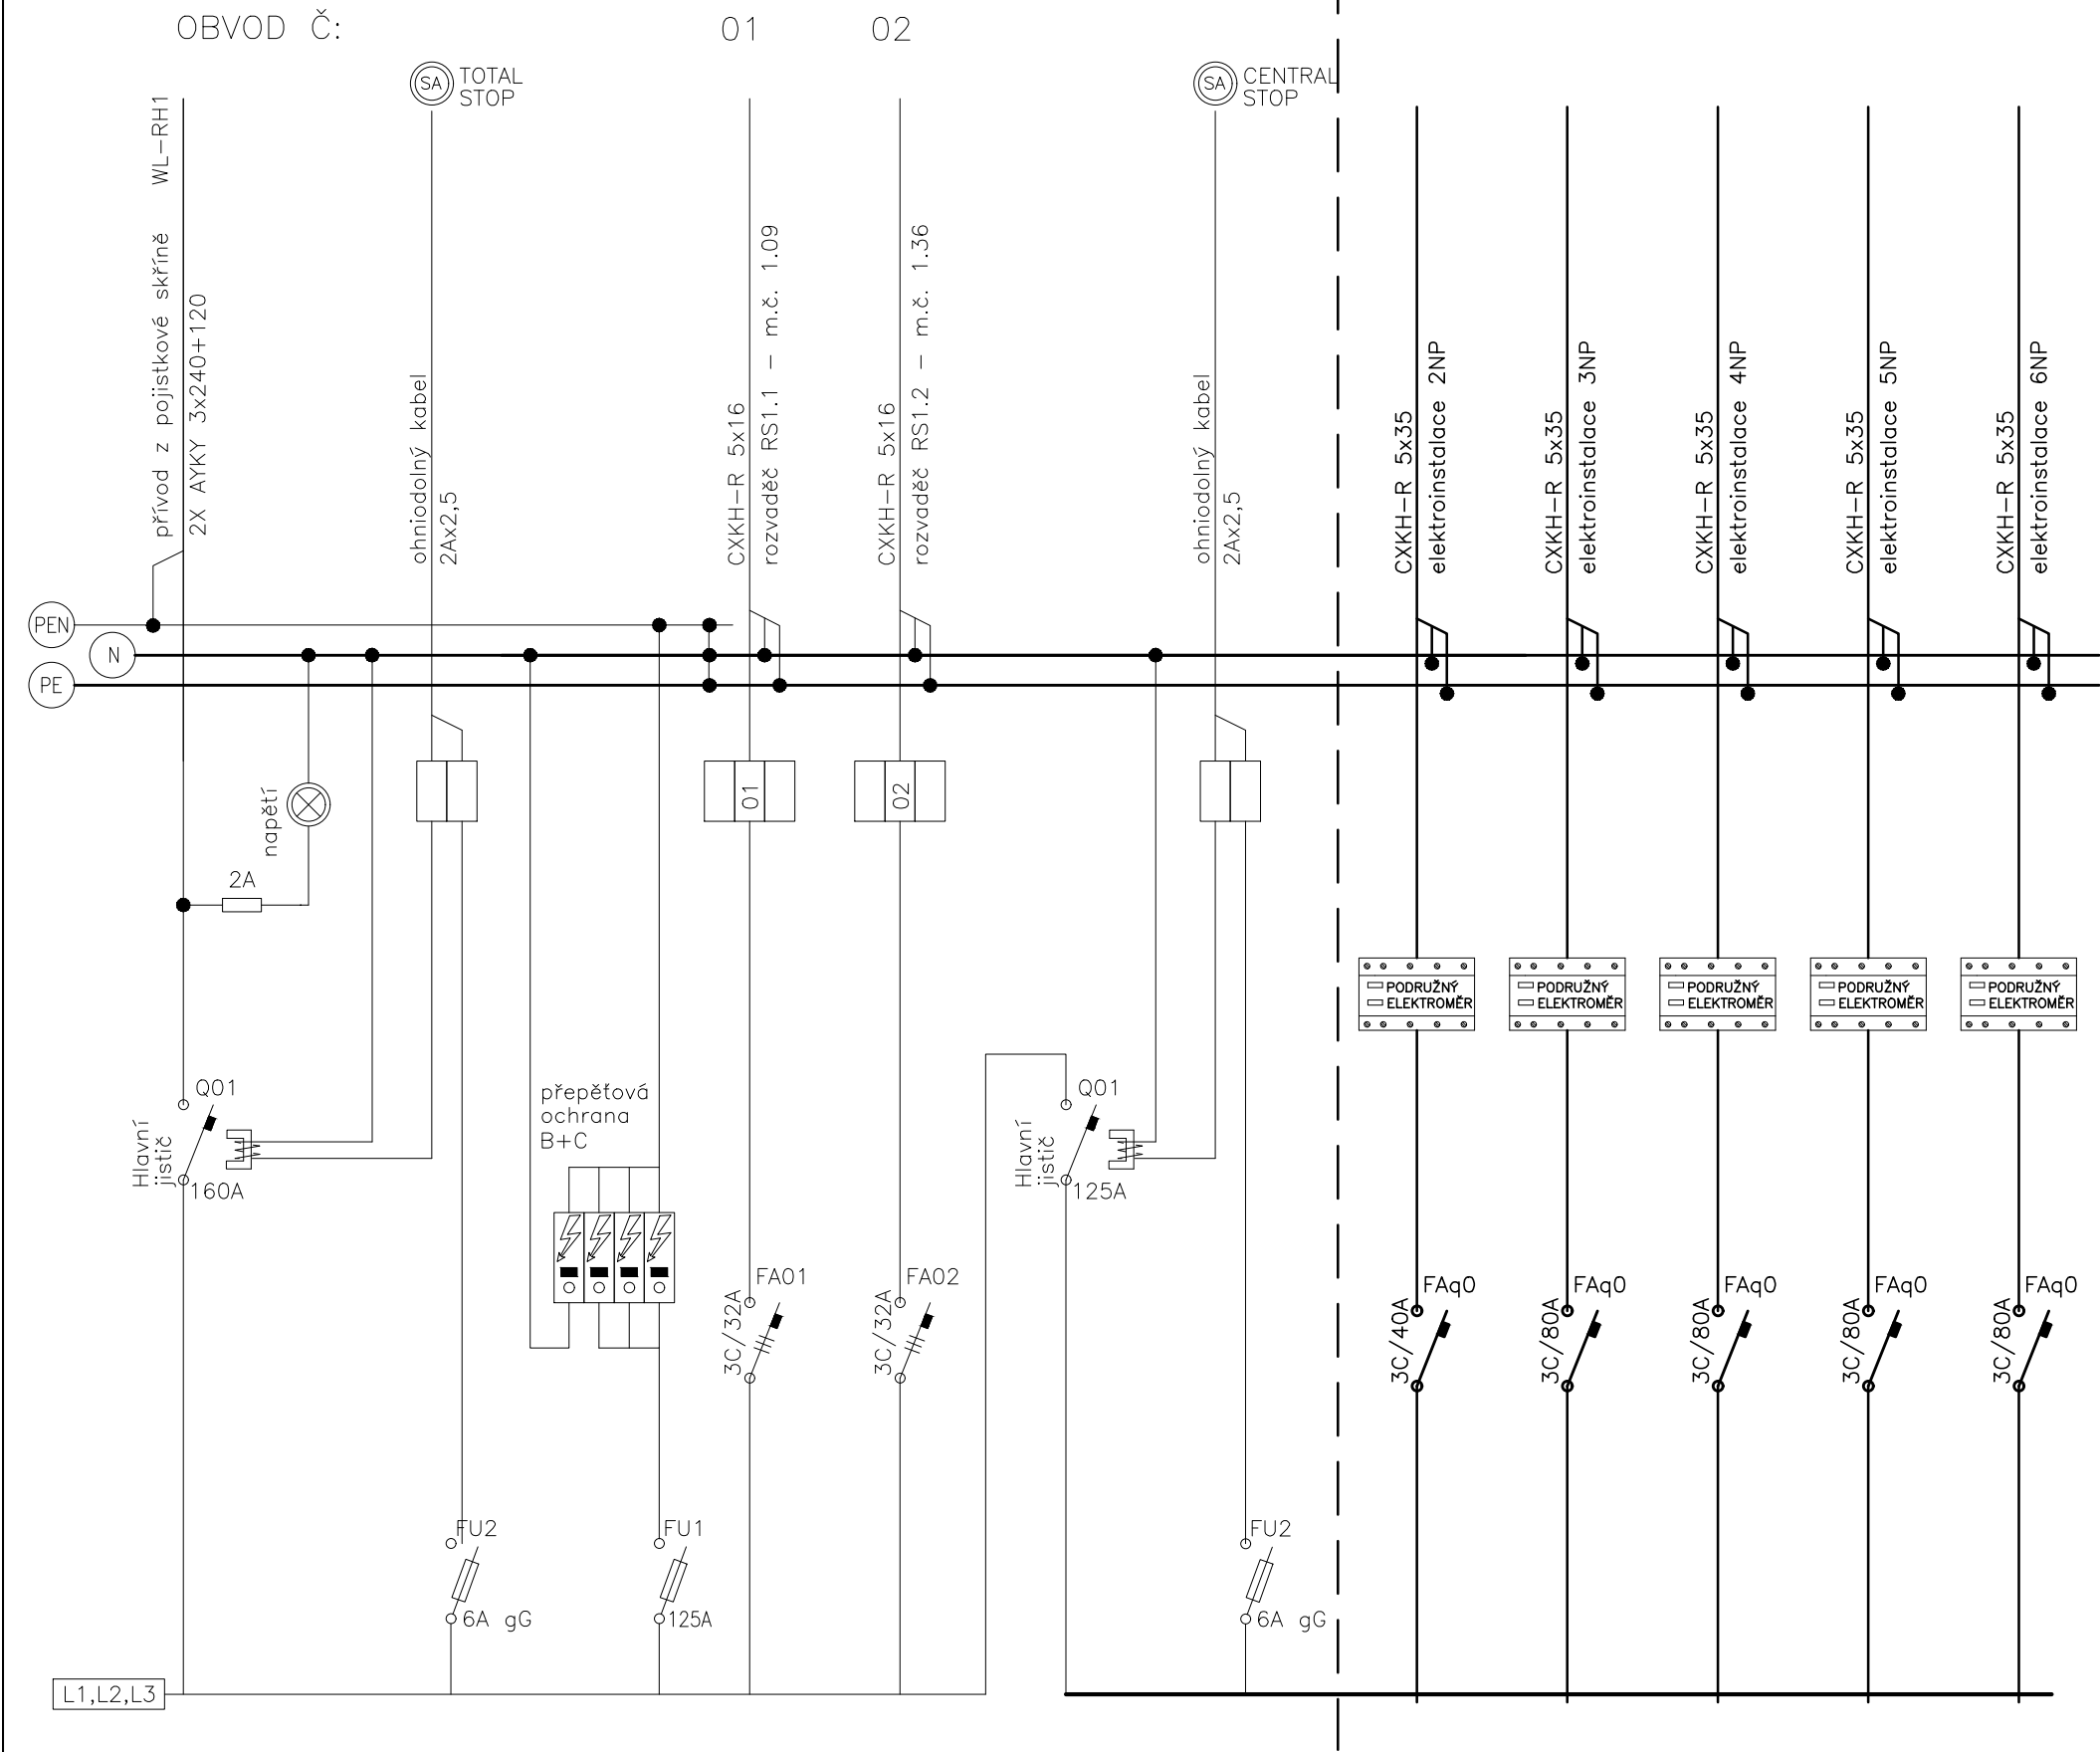 OBVOD Č:
01
02
SA
TOTAL
STOP
SA
CENTRAL
STOP
přívod z pojistkové skříně WL-RH1
2X AYKY 3x240+120
ohniodolný kabel
2Ax2,5
CXKH-R 5x16
rozvaděč RS1.1 - m.č. 1.09
CXKH-R 5x16
rozvaděč RS1.2 - m.č. 1.36
ohniodolný kabel
2Ax2,5
CXKH-R 5x35
elektroinstalace 2NP
CXKH-R 5x35
elektroinstalace 3NP
CXKH-R 5x35
elektroinstalace 4NP
CXKH-R 5x35
elektroinstalace 5NP
CXKH-R 5x35
elektroinstalace 6NP
PEN
N
PE
napětí
2A
01
02
PODRUŽNÝ
ELEKTROMĚR
PODRUŽNÝ
ELEKTROMĚR
PODRUŽNÝ
ELEKTROMĚR
PODRUŽNÝ
ELEKTROMĚR
PODRUŽNÝ
ELEKTROMĚR
Q01
Hlavní
jistič
160A
přepěťová
ochrana
B+C
Q01
Hlavní
jistič
125A
FA01
3C/32A
FA02
3C/32A
FAq0
3C/40A
FAq0
3C/80A
FAq0
3C/80A
FAq0
3C/80A
FAq0
3C/80A
FU2
6A gG
FU1
125A
FU2
6A gG
L1,L2,L3